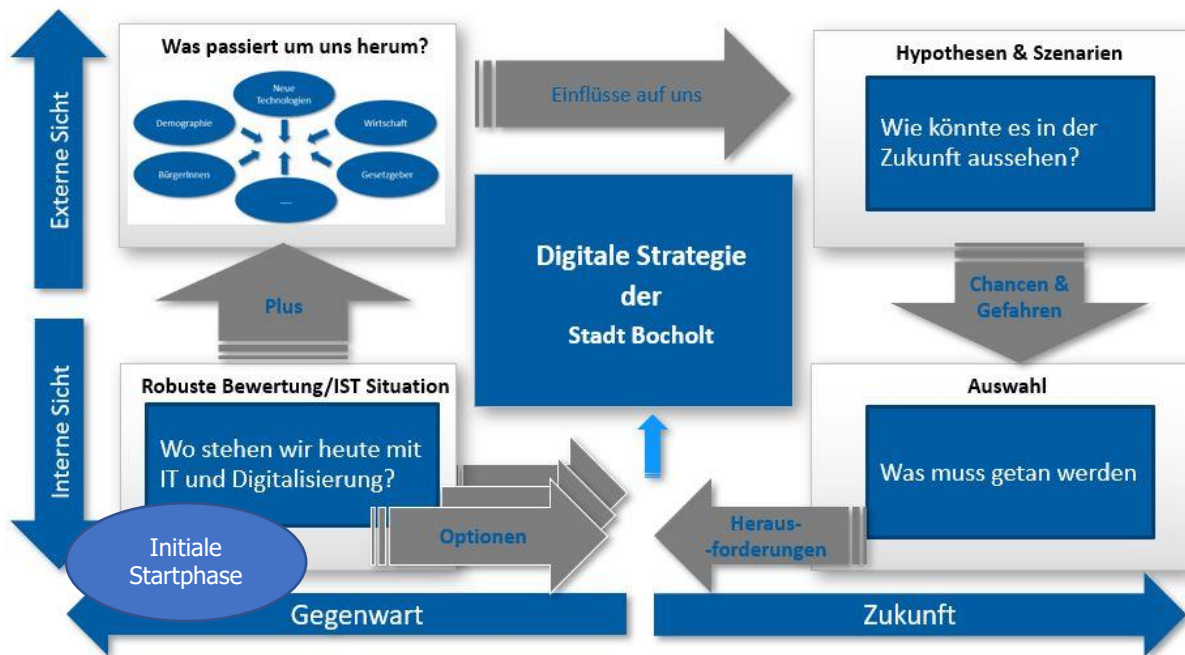 Externe Sicht
Was passiert um uns herum?
Neue
Technologien
Demographie
Wirtschaft
BürgerInnen
Gesetzgeber
......
Einflüsse auf uns
Hypothesen & Szenarien
Wie könnte es in der
Zukunft aussehen?
Plus
Digitale Strategie
der
Stadt Bocholt
Chancen &
Gefahren
Interne Sicht
Robuste Bewertung/IST Situation
Wo stehen wir heute mit
IT und Digitalisierung?
Initiale
Startphase
Optionen
Heraus-
-forderungen
Auswahl
Was muss getan werden
Gegenwart
Zukunft